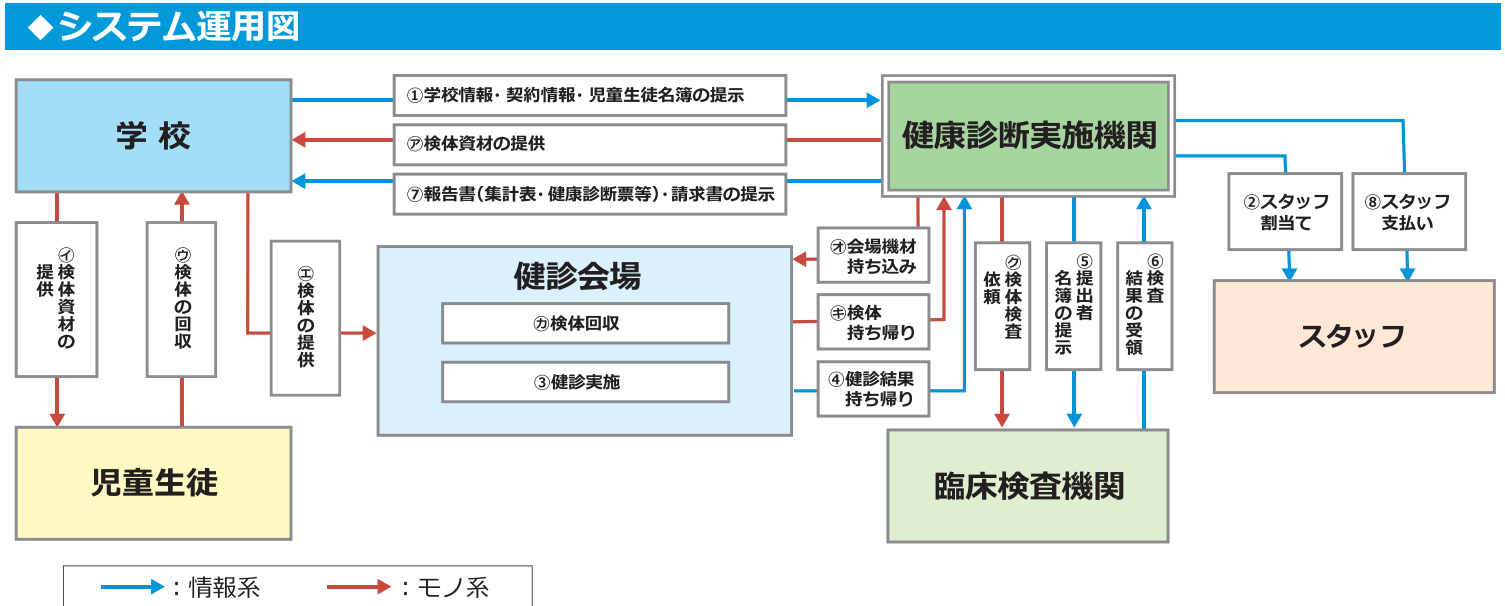 ◆システム運用図
学校
①学校情報・契約情報・児童生徒名簿の提示
㋐検体資材の提供
⑦報告書(集計表・健康診断票等)・請求書の提示
健康診断実施機関
②スタッフ
割当て
⑧スタッフ
支払い
㋑検体資材の
提供
㋒検体の回収
㋓検体の提供
健診会場
㋕検体回収
③健診実施
㋔会場機材
持ち込み
㋖検体
持ち帰り
④健診結果
持ち帰り
㋗検体検査
依頼
⑤提出者
名簿の提示
⑥検査
結果の受領
スタッフ
児童生徒
臨床検査機関
:情報系
:モノ系